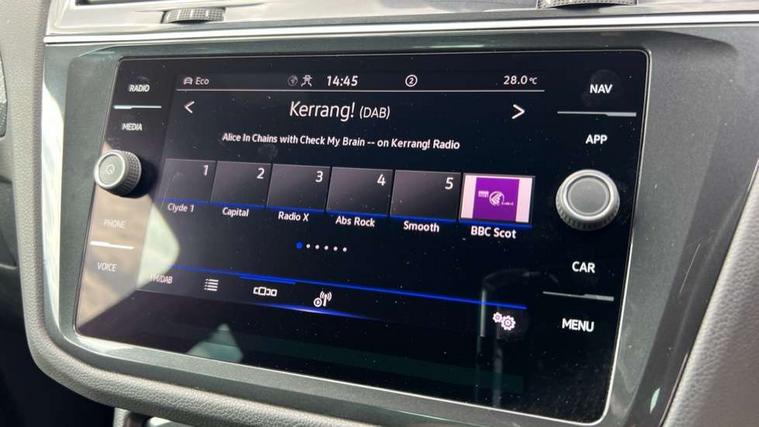 RADIO
MEDIA
PHONE
VOICE
Eco
14:45
2
28.0°C
< Kerrang! (DAB) >
Alice In Chains with Check My Brain -- on Kerrang! Radio
1
Clyde 1
2
Capital
3
Radio X
4
Abs Rock
5
Smooth
BBC Scot
NAV
APP
CAR
MENU